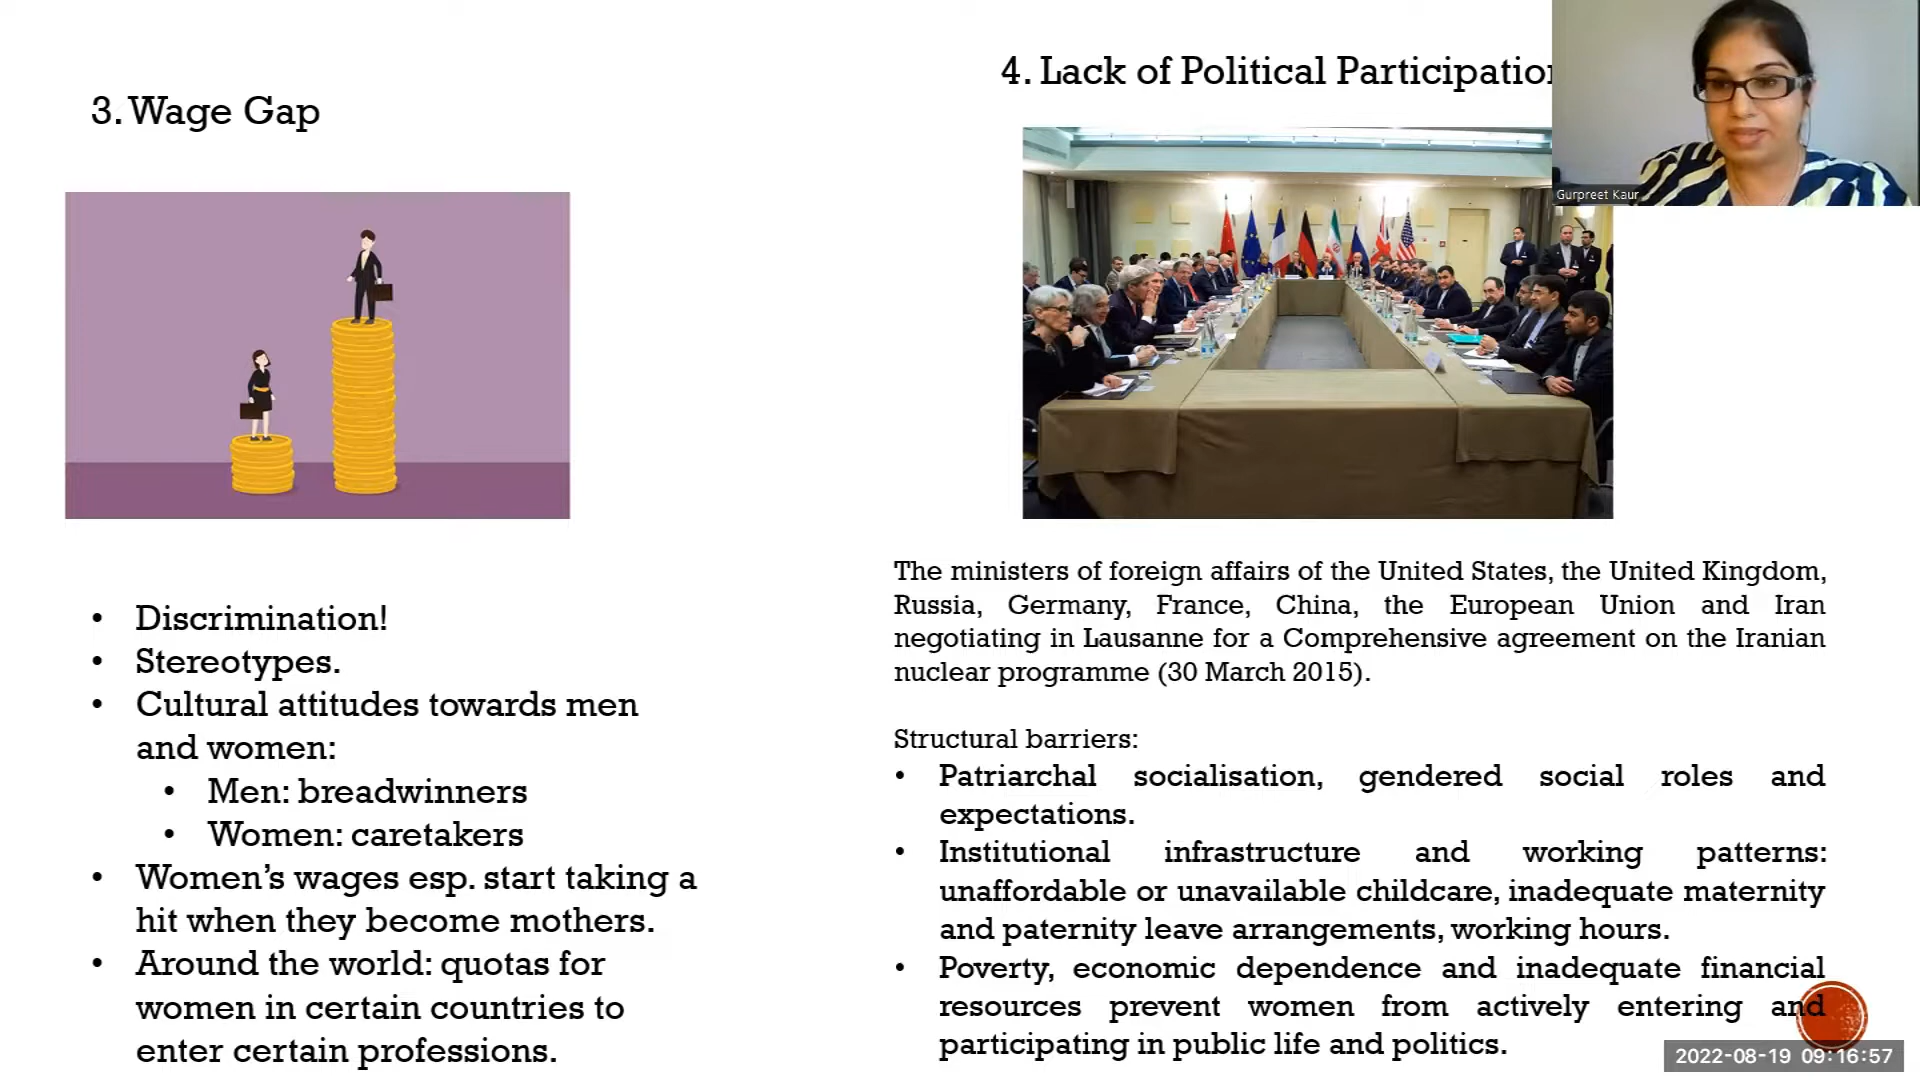 3. Wage Gap
• Discrimination!
• Stereotypes.
• Cultural attitudes towards men
and women:
• Men: breadwinners
• Women: caretakers
• Women's wages esp. start taking a
hit when they become mothers.
• Around the world: quotas for
women in certain countries to
enter certain professions.
4. Lack of Political Participation
The ministers of foreign affairs of the United States, the United Kingdom,
Russia, Germany, France, China, the European Union and Iran
negotiating in Lausanne for a Comprehensive agreement on the Iranian
nuclear programme (30 March 2015).
Structural barriers:
• Patriarchal socialisation, gendered social roles and
expectations.
• Institutional infrastructure and working patterns:
unaffordable or unavailable childcare, inadequate maternity
and paternity leave arrangements, working hours.
• Poverty, economic dependence and inadequate financial
resources prevent women from actively entering and
participating in public life and politics.
Gurpreet Kaur
2022-08-19 09:16:57